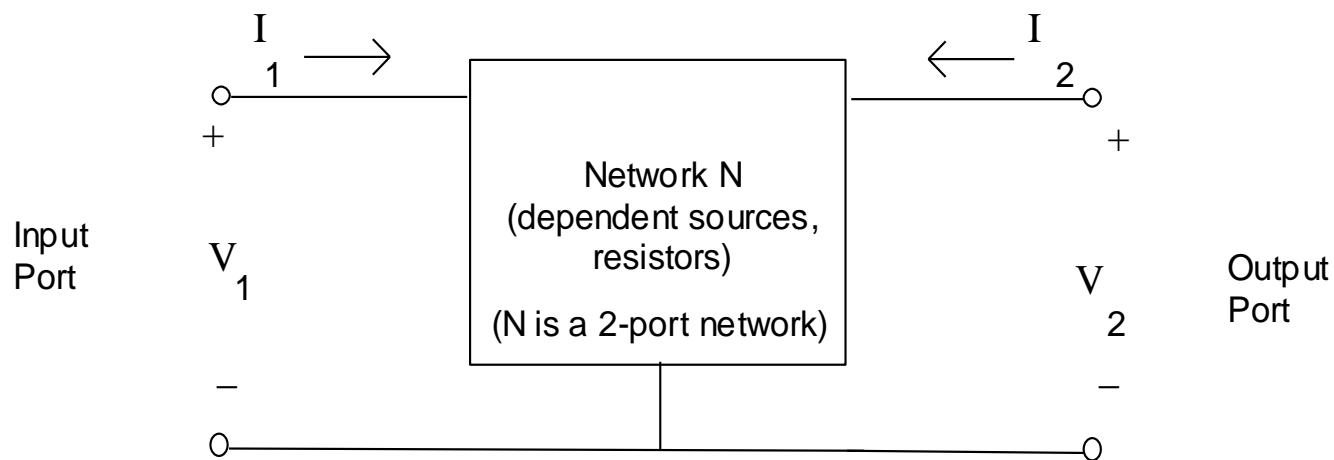 I
1
I
2
+
+
Network N
(dependent sources,
resistors)
(N is a 2-port network)
Input
Port
V
1
V
2
Output
Port
−
−